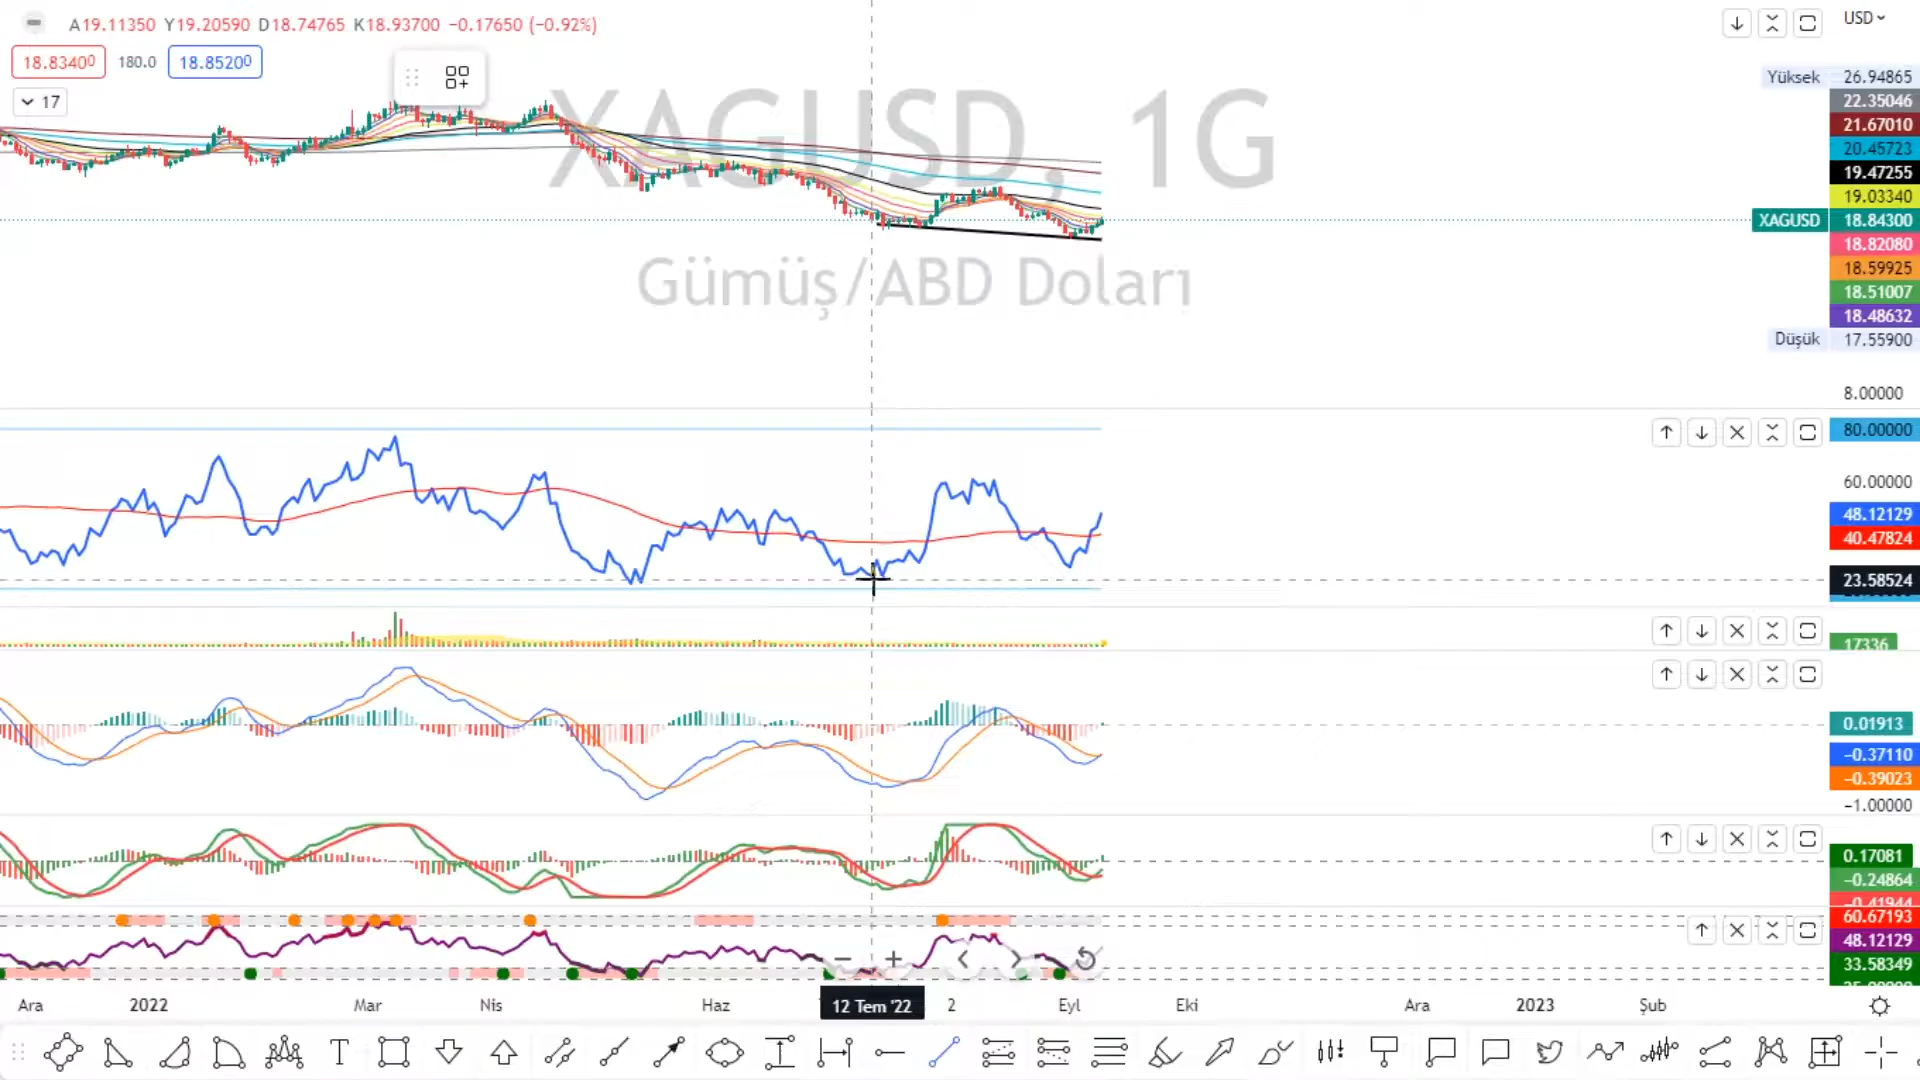 A19.11350 Y19.20590 D18.74765 K18.93700 −0.17650 (−0.92%)
USD
18.83400 180.0 18.85200
17
XAGUSD, 1G
Gümüş/ABD Doları
Yüksek 26.94865
22.35046
21.67010
20.45723
19.47255
19.03340
XAGUSD 18.84300
18.82080
18.59925
18.51007
18.48632
Düşük 17.55900
8.00000
80.00000
60.00000
48.12129
40.47824
23.58524
17336
0.01913
−0.37110
−0.39023
−1.00000
0.17081
−0.24864
−0.41944
60.67193
48.12129
33.58349
Ara 2022 Mar Nis Haz 12 Tem '22 2 Eyl Eki Ara 2023 Şub
T